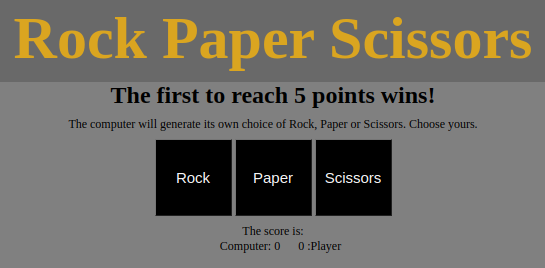 Rock Paper Scissors
The first to reach 5 points wins!
The computer will generate its own choice of Rock, Paper or Scissors. Choose yours.
Rock Paper Scissors
The score is:
Computer: 0 0 :Player